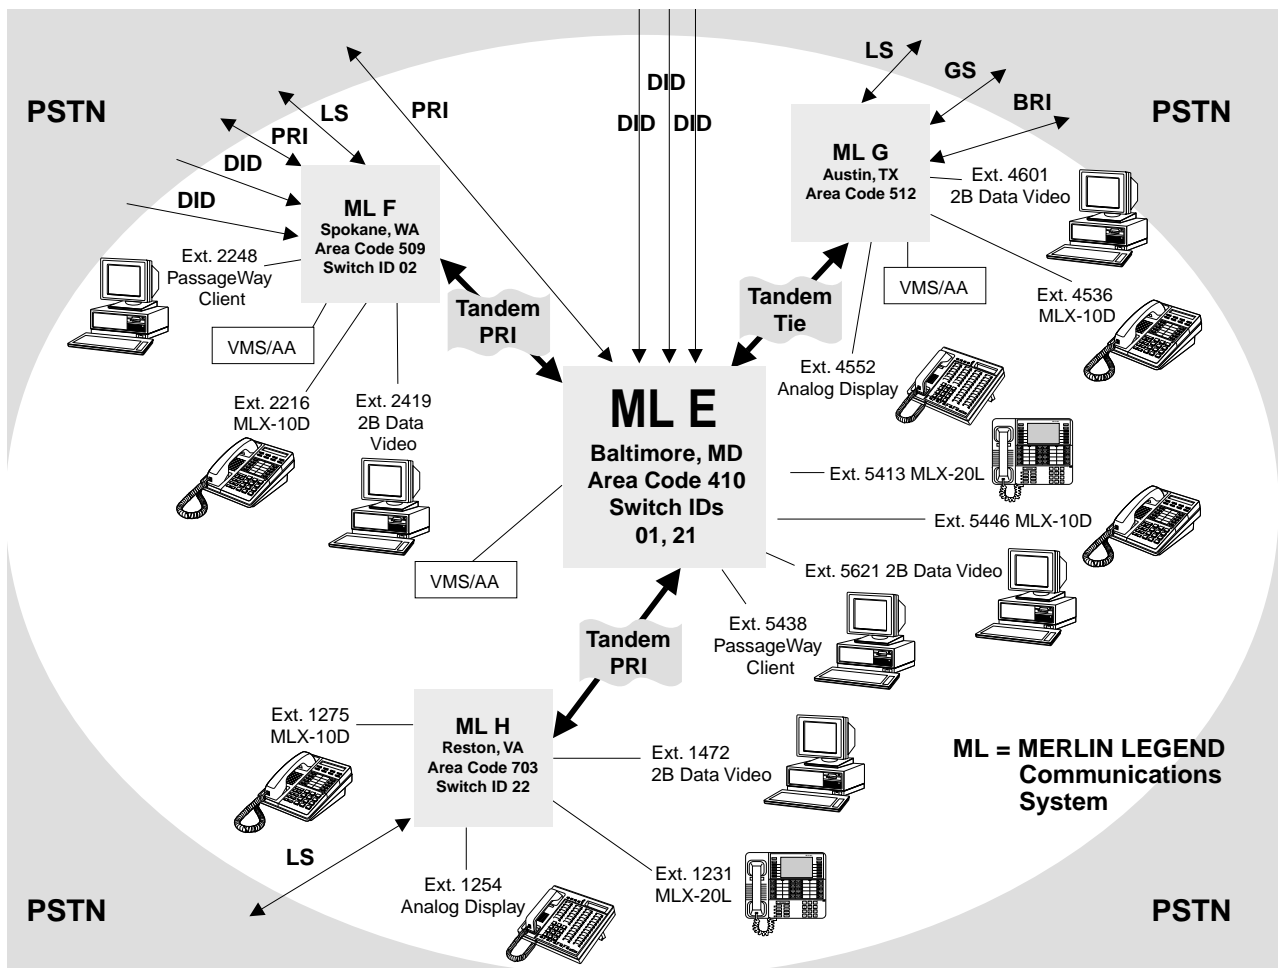 PSTN
PSTN
LS
PRI
DID
DID
PRI
DID
DID
DID
LS
GS
BRI
ML F
Spokane, WA
Area Code 509
Switch ID 02
Ext. 2248
PassageWay
Client
VMS/AA
Ext. 2216
MLX-10D
Ext. 2419
2B Data
Video
Tandem
PRI
ML G
Austin, TX
Area Code 512
Ext. 4601
2B Data Video
VMS/AA
Ext. 4536
MLX-10D
Ext. 4552
Analog Display
Tandem
Tie
ML E
Baltimore, MD
Area Code 410
Switch IDs
01, 21
VMS/AA
Ext. 5413 MLX-20L
Ext. 5446 MLX-10D
Ext. 5621 2B Data Video
Ext. 5438
PassageWay
Client
Tandem
PRI
ML H
Reston, VA
Area Code 703
Switch ID 22
Ext. 1275
MLX-10D
Ext. 1472
2B Data Video
LS
Ext. 1254
Analog Display
Ext. 1231
MLX-20L
ML = MERLIN LEGEND
Communications
System
PSTN
PSTN